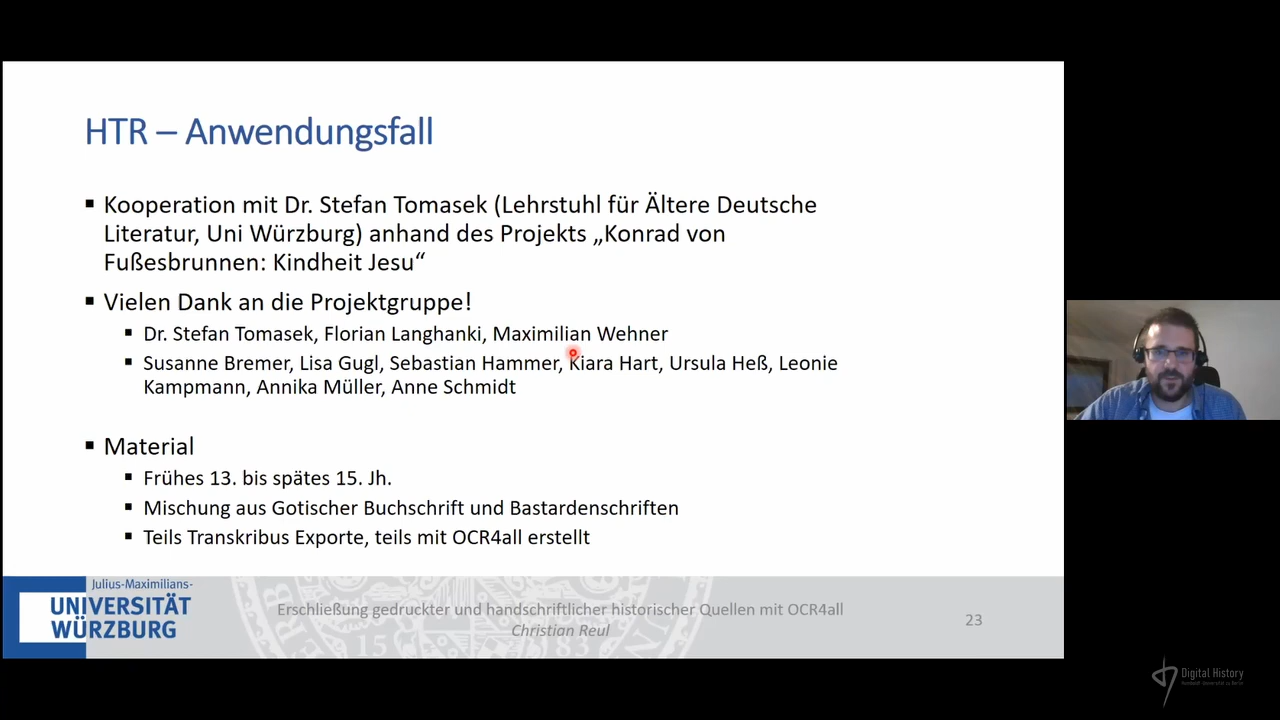 HTR – Anwendungsfall
▪ Kooperation mit Dr. Stefan Tomasek (Lehrstuhl für Ältere Deutsche
Literatur, Uni Würzburg) anhand des Projekts „Konrad von
Fußesbrunnen: Kindheit Jesu“
▪ Vielen Dank an die Projektgruppe!
▪ Dr. Stefan Tomasek, Florian Langhanki, Maximilian Wehner
▪ Susanne Bremer, Lisa Gugl, Sebastian Hammer, Kiara Hart, Ursula Heß, Leonie
Kampmann, Annika Müller, Anne Schmidt
▪ Material
▪ Frühes 13. bis spätes 15. Jh.
▪ Mischung aus Gotischer Buchschrift und Bastardenschriften
▪ Teils Transkribus Exporte, teils mit OCR4all erstellt
Julius-Maximilians-
UNIVERSITÄT
WÜRZBURG
Erschließung gedruckter und handschriftlicher historischer Quellen mit OCR4all
Christian Reul
23
Digital History
Humboldt-Universität zu Berlin